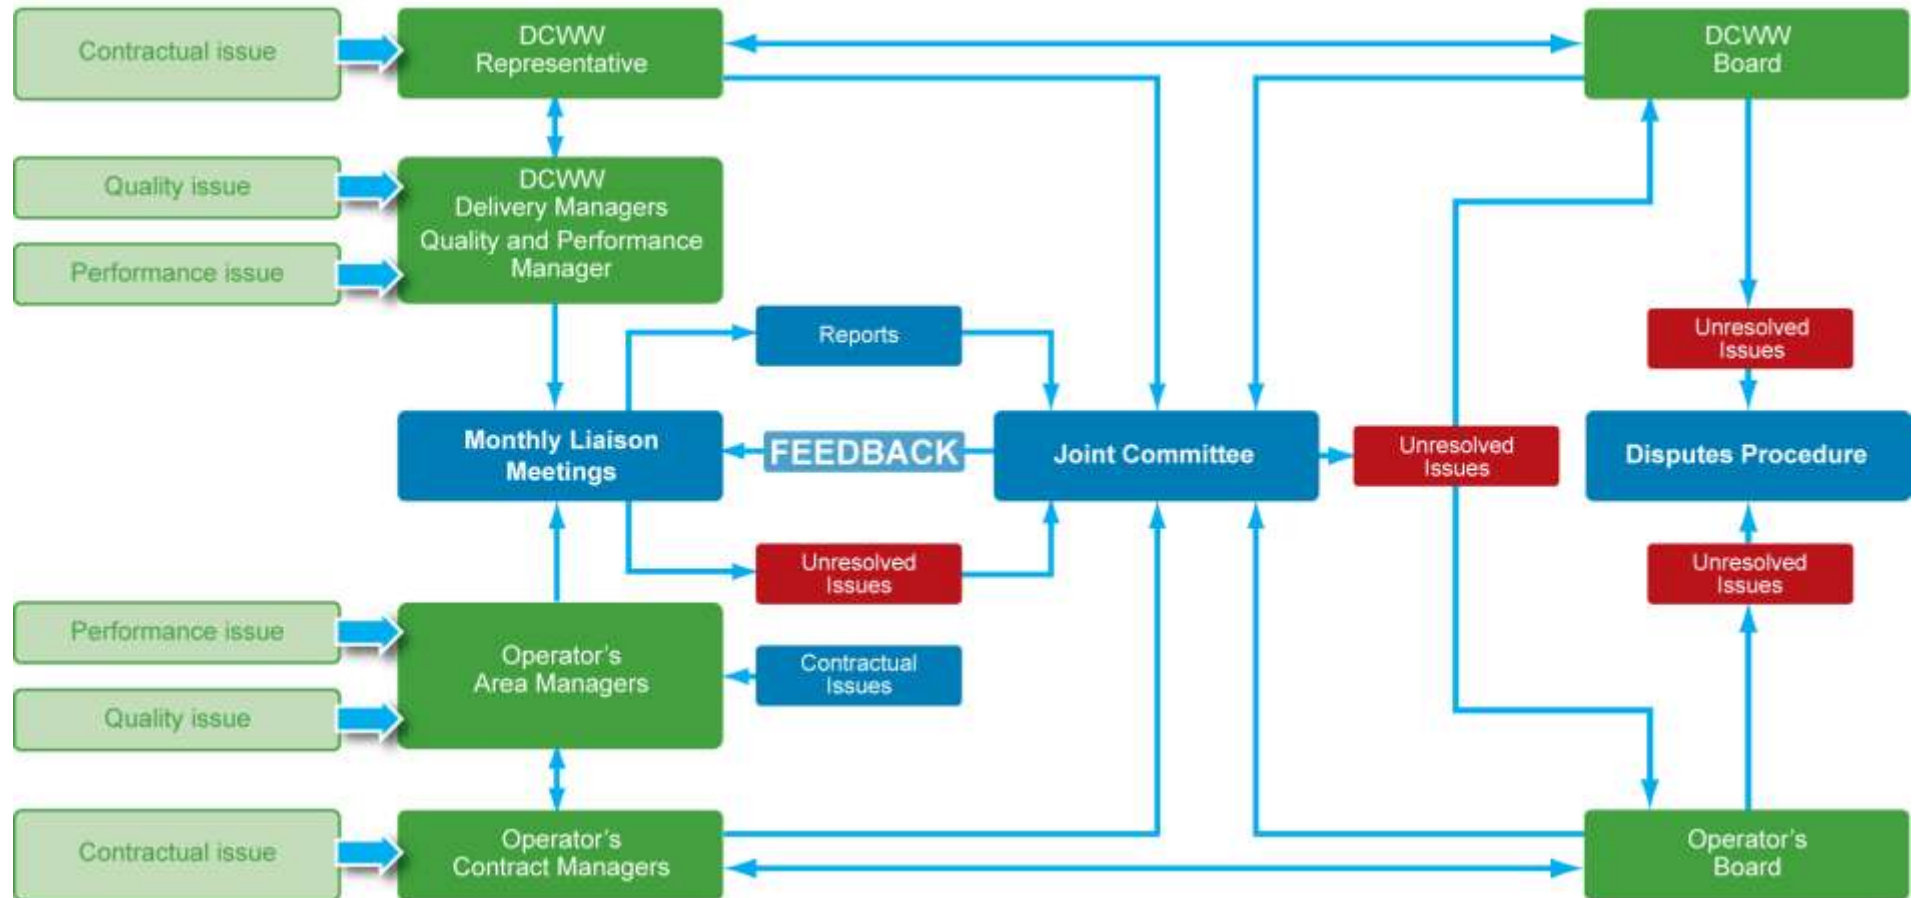 Contractual issue
DCWW
Representative
DCWW
Board
Quality issue
Performance issue
DCWW
Delivery Managers
Quality and Performance
Manager
Reports
Unresolved
Issues
Monthly Liaison
Meetings
FEEDBACK
Joint Committee
Unresolved
Issues
Disputes Procedure
Unresolved
Issues
Unresolved
Issues
Performance issue
Quality issue
Operator's
Area Managers
Contractual
Issues
Contractual issue
Operator's
Contract Managers
Operator's
Board